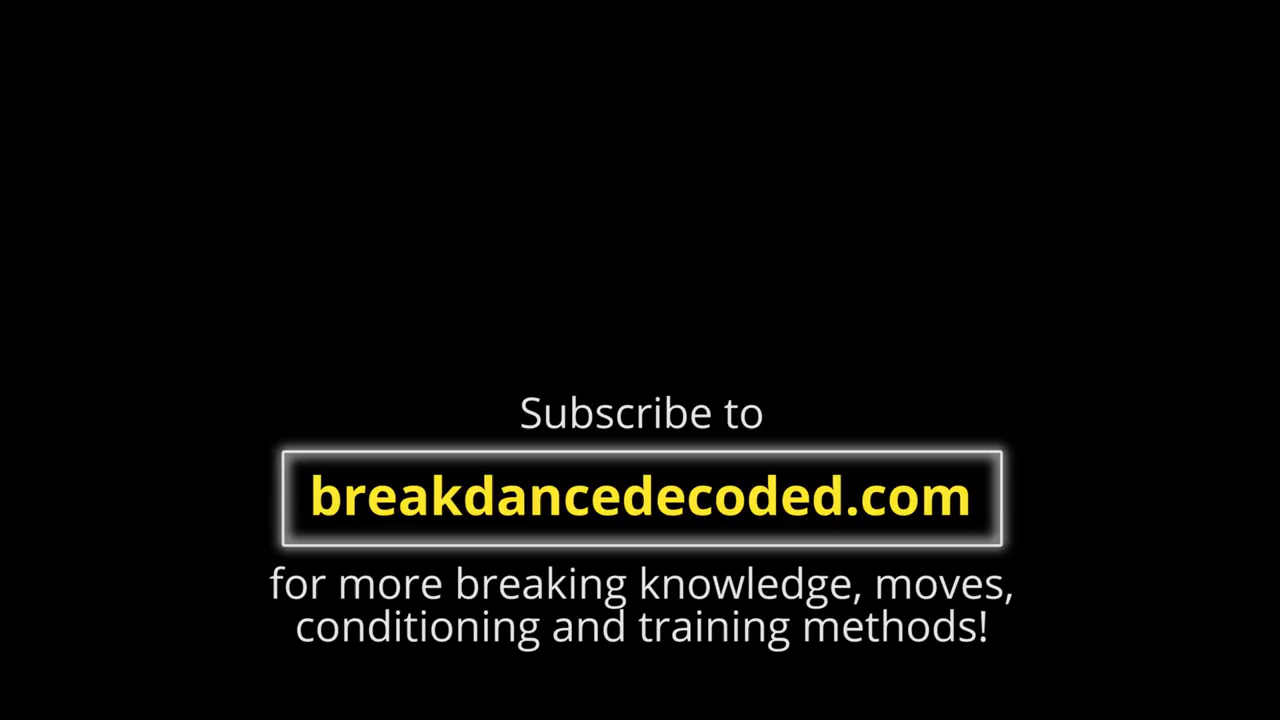 Subscribe to
breakdancedecoded.com
for more breaking knowledge, moves,
conditioning and training methods!